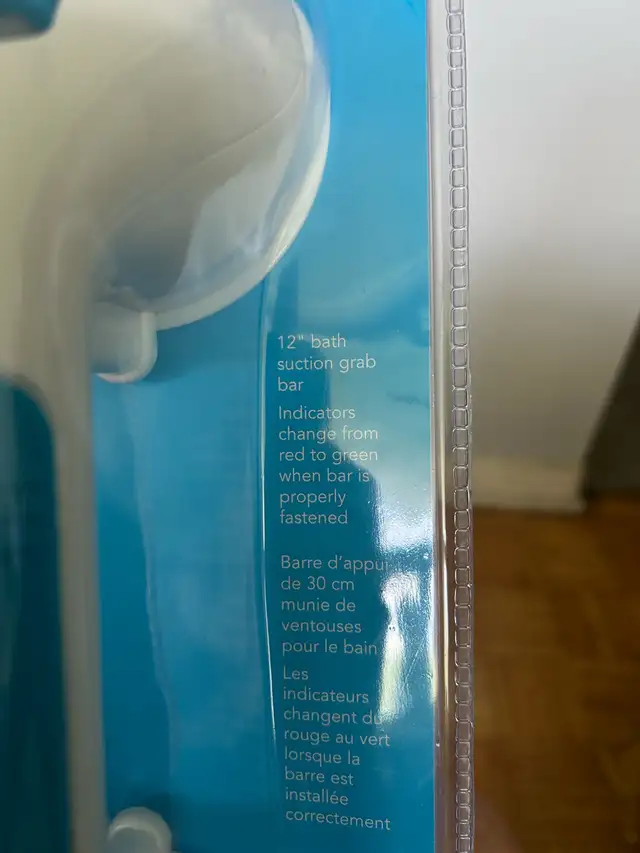 12" bath
suction grab
bar
Indicators
change from
red to green
when bar is
properly
fastened
Barre d'appui
de 30 cm
munie de
ventouses
pour le bain
Les
indicateurs
changent du
rouge au vert
lorsque la
barre est
installée
correctement